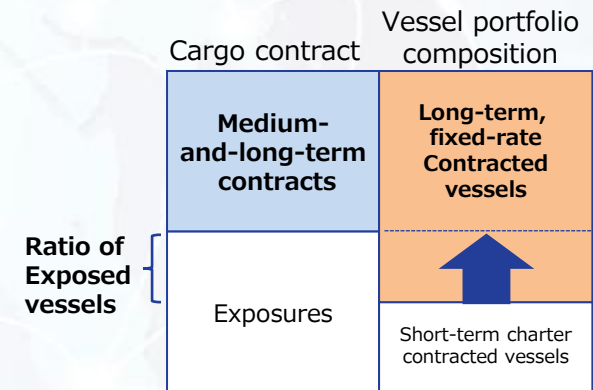 Cargo contract
Vessel portfolio
composition
Medium-
and-long-term
contracts
Long-term,
fixed-rate
Contracted
vessels
Ratio of
Exposed
vessels
Exposures
Short-term charter
contracted vessels